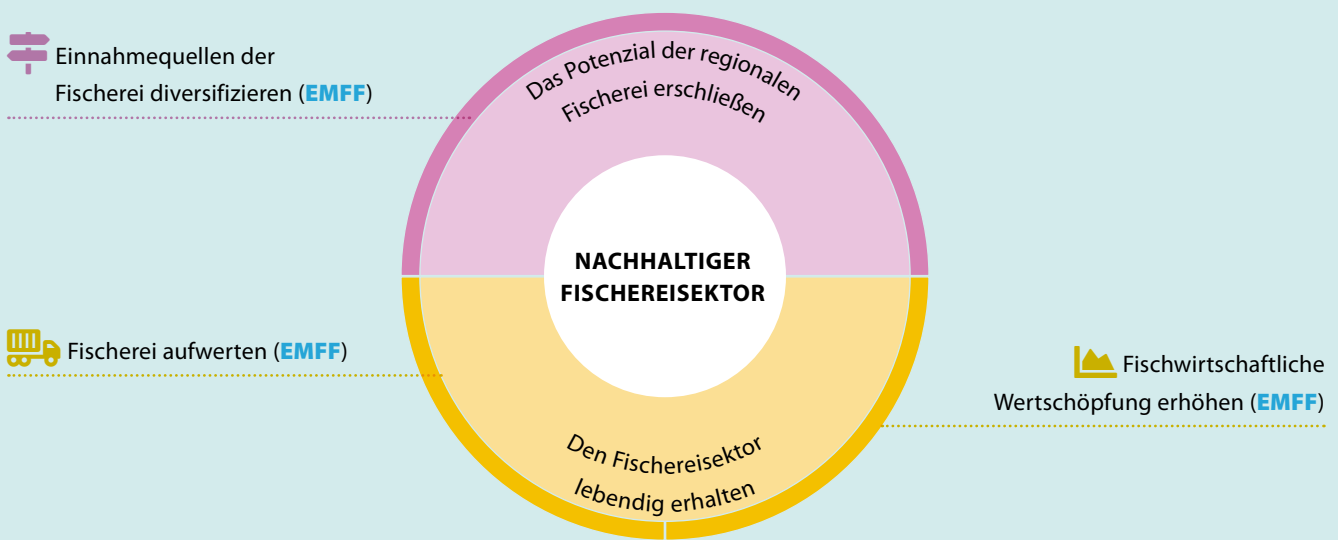 Einnahmequellen der
Fischerei diversifizieren (EMFF)
Das Potenzial der regionalen
Fischerei erschließen
NACHHALTIGER
FISCHEREISEKTOR
Fischerei aufwerten (EMFF)
Fischwirtschaftliche
Wertschöpfung erhöhen (EMFF)
Den Fischereisektor
lebendig erhalten